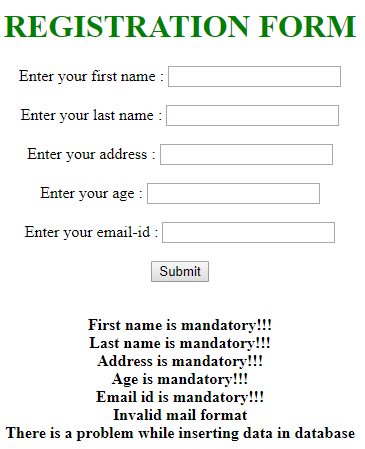 REGISTRATION FORM
Enter your first name :
Enter your last name :
Enter your address :
Enter your age :
Enter your email-id :
Submit
First name is mandatory!!!
Last name is mandatory!!!
Address is mandatory!!!
Age is mandatory!!!
Email id is mandatory!!!
Invalid mail format
There is a problem while inserting data in database